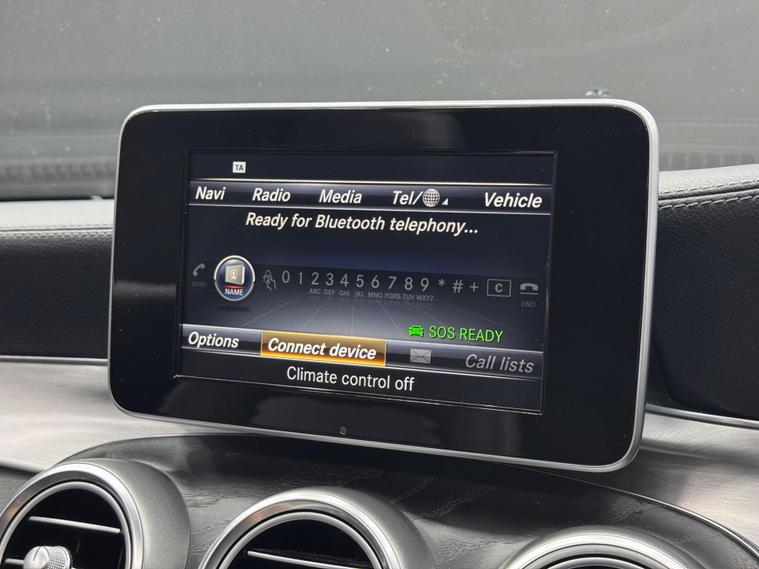 TA
Navi Radio Media Tel/ Vehicle
Ready for Bluetooth telephony...
SEND NAME 0 1 2 3 4 5 6 7 8 9 * # + C END
ABC DEF GHI JKL MNO PQRS TUV WXYZ
SOS READY
Options Connect device Call lists
Climate control off